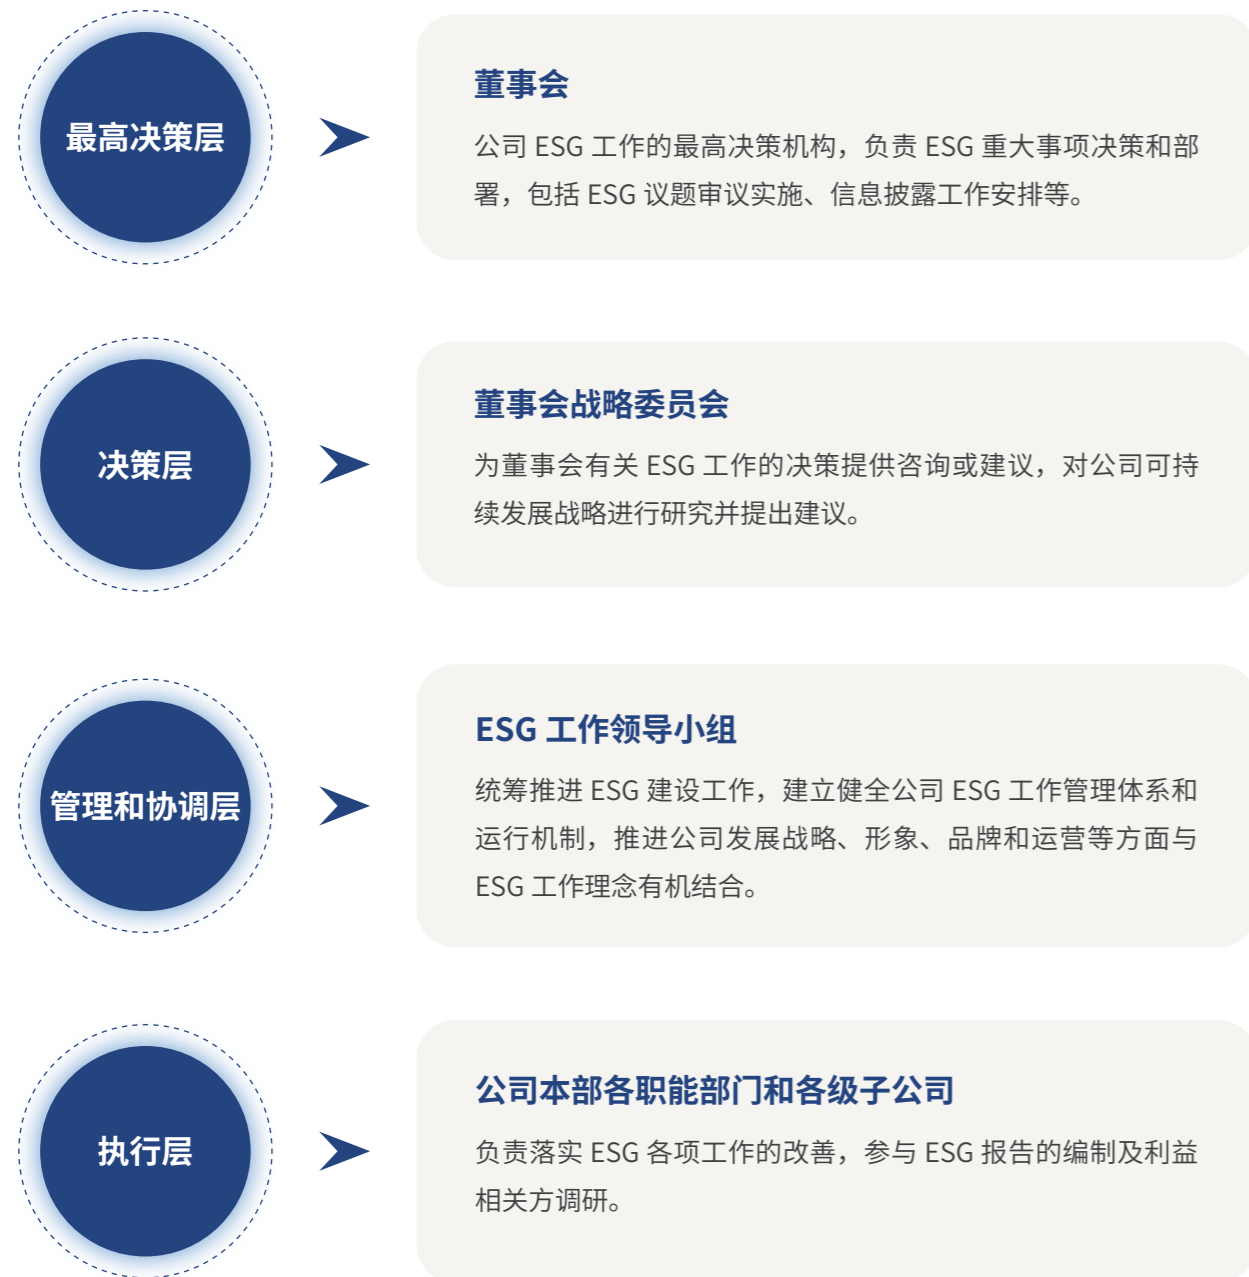 最高决策层
董事会
公司 ESG 工作的最高决策机构，负责 ESG 重大事项决策和部
署，包括 ESG 议题审议实施、信息披露工作安排等。
决策层
董事会战略委员会
为董事会有关 ESG 工作的决策提供咨询或建议，对公司可持
续发展战略进行研究并提出建议。
管理和协调层
ESG 工作领导小组
统筹推进 ESG 建设工作，建立健全公司 ESG 工作管理体系和
运行机制，推进公司发展战略、形象、品牌和运营等方面与
ESG 工作理念有机结合。
执行层
公司本部各职能部门和各级子公司
负责落实 ESG 各项工作的改善，参与 ESG 报告的编制及利益
相关方调研。